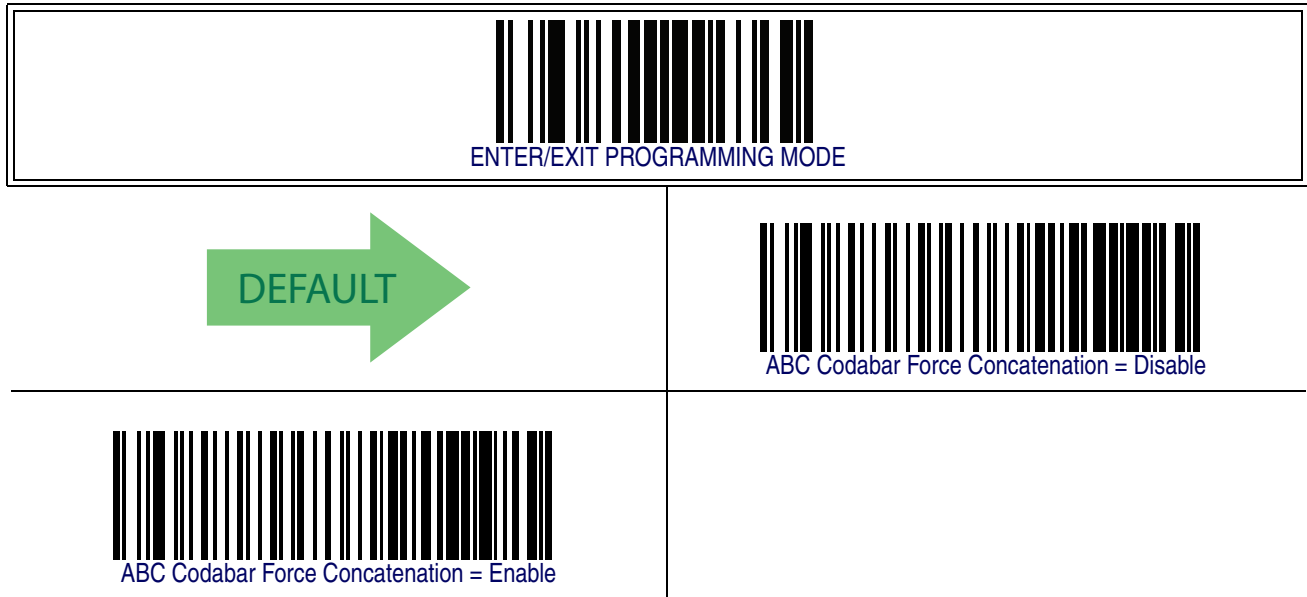 ENTER/EXIT PROGRAMMING MODE
DEFAULT
ABC Codabar Force Concatenation = Disable
ABC Codabar Force Concatenation = Enable